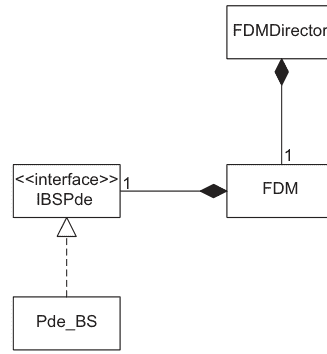 FDMDirector
1
<<interface>>
IBSPde
1
FDM
Pde_BS